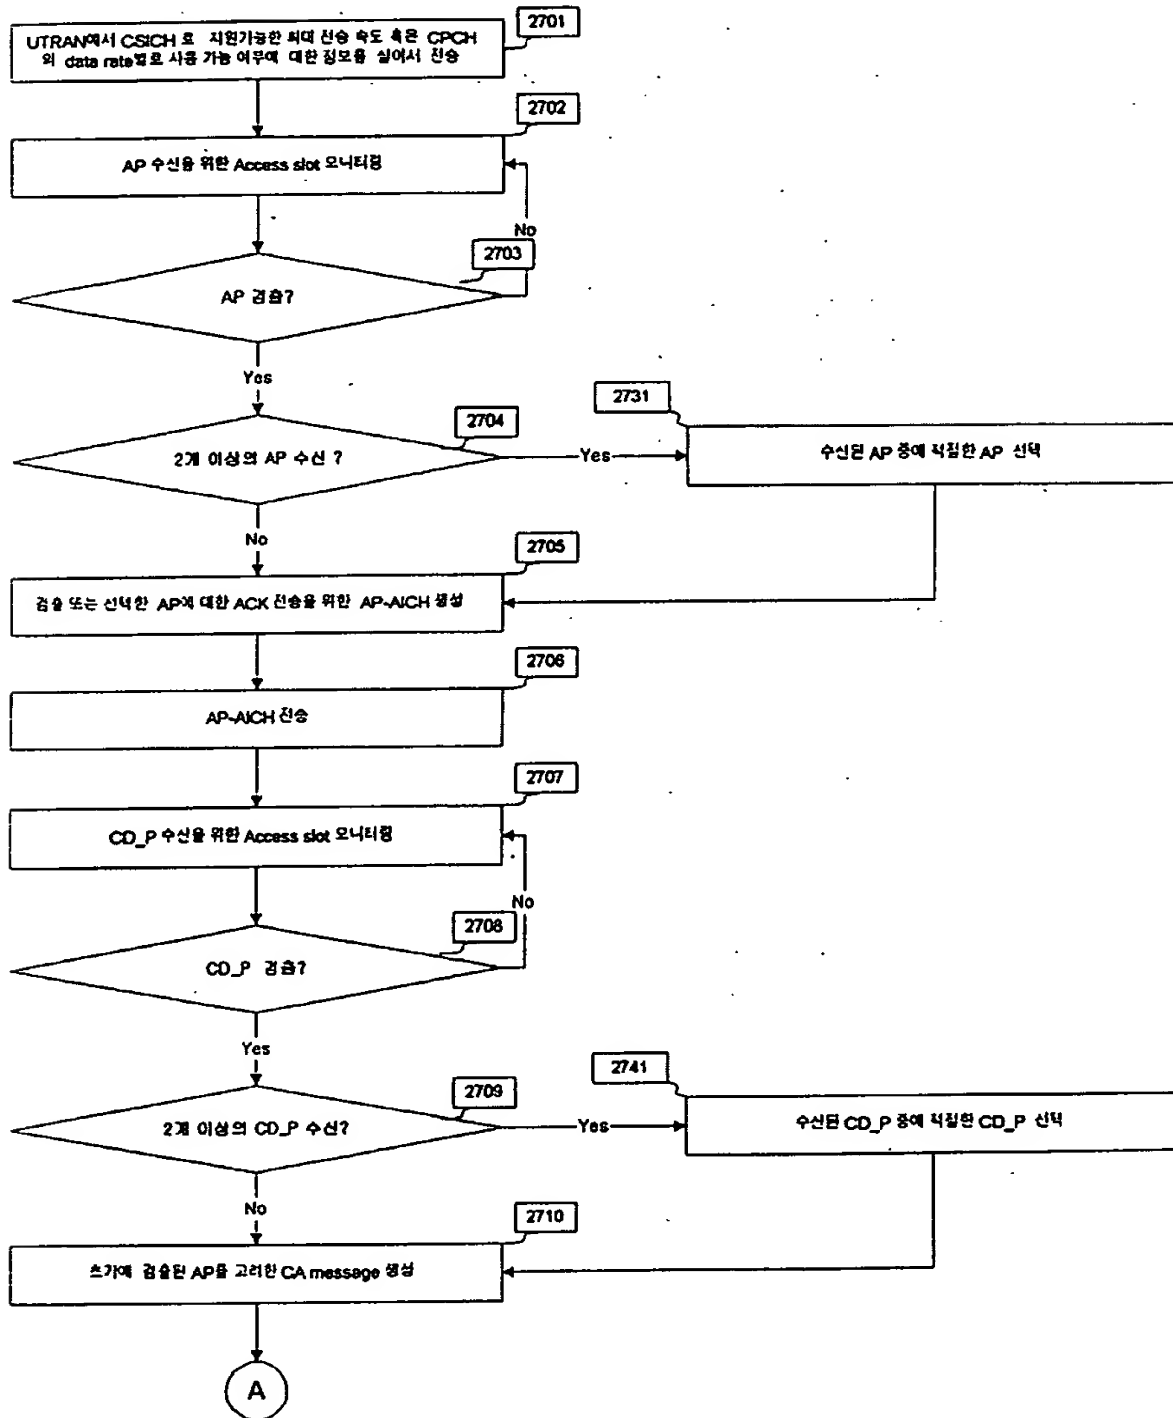 2701
UTRAN에서 CSICH 로 지원가능한 최대 전송 속도 혹은 CPCH
의 data rate별로 사용 가능 여부에 대한 정보를 실어서 전송
2702
AP 수신을 위한 Access slot 모니터링
No
2703
AP 검출?
Yes
2704
2개 이상의 AP 수신 ?
Yes
2731
수신된 AP 중에 적절한 AP 선택
No
2705
검출 또는 선택한 AP에 대한 ACK 전송을 위한 AP-AICH 생성
2706
AP-AICH 전송
2707
CD_P 수신을 위한 Access slot 모니터링
No
2708
CD_P 검출?
Yes
2709
2개 이상의 CD_P 수신?
Yes
2741
수신된 CD_P 중에 적절한 CD_P 선택
No
2710
초기에 검출된 AP를 고려한 CA message 생성
A